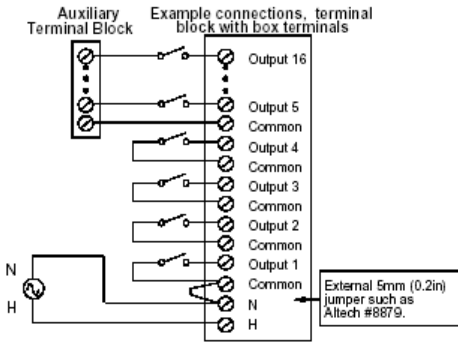 Auxiliary
Terminal Block
Example connections, terminal
block with box terminals
Output 16
Output 5
Common
Output 4
Common
Output 3
Common
Output 2
Common
Output 1
Common
N
H
N
H
External 5mm (0.2in)
jumper such as
Altech #8879.